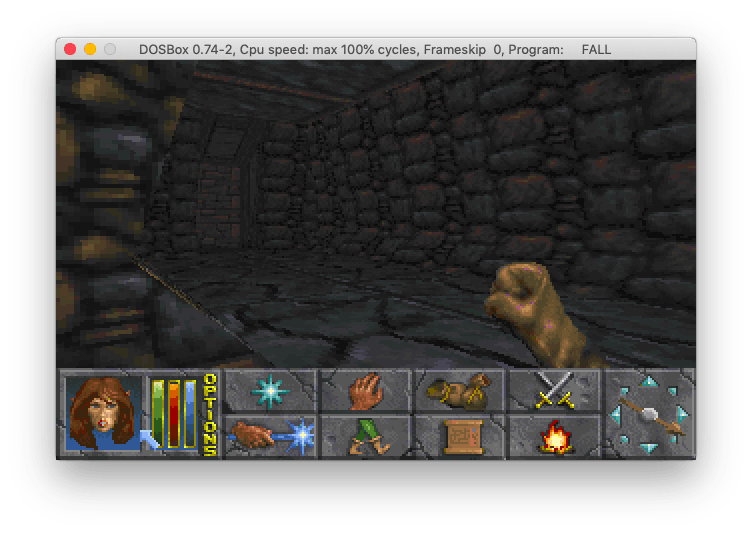 DOSBox 0.74-2, Cpu speed: max 100% cycles, Frameskip  0, Program:     FALL
OPTIONS